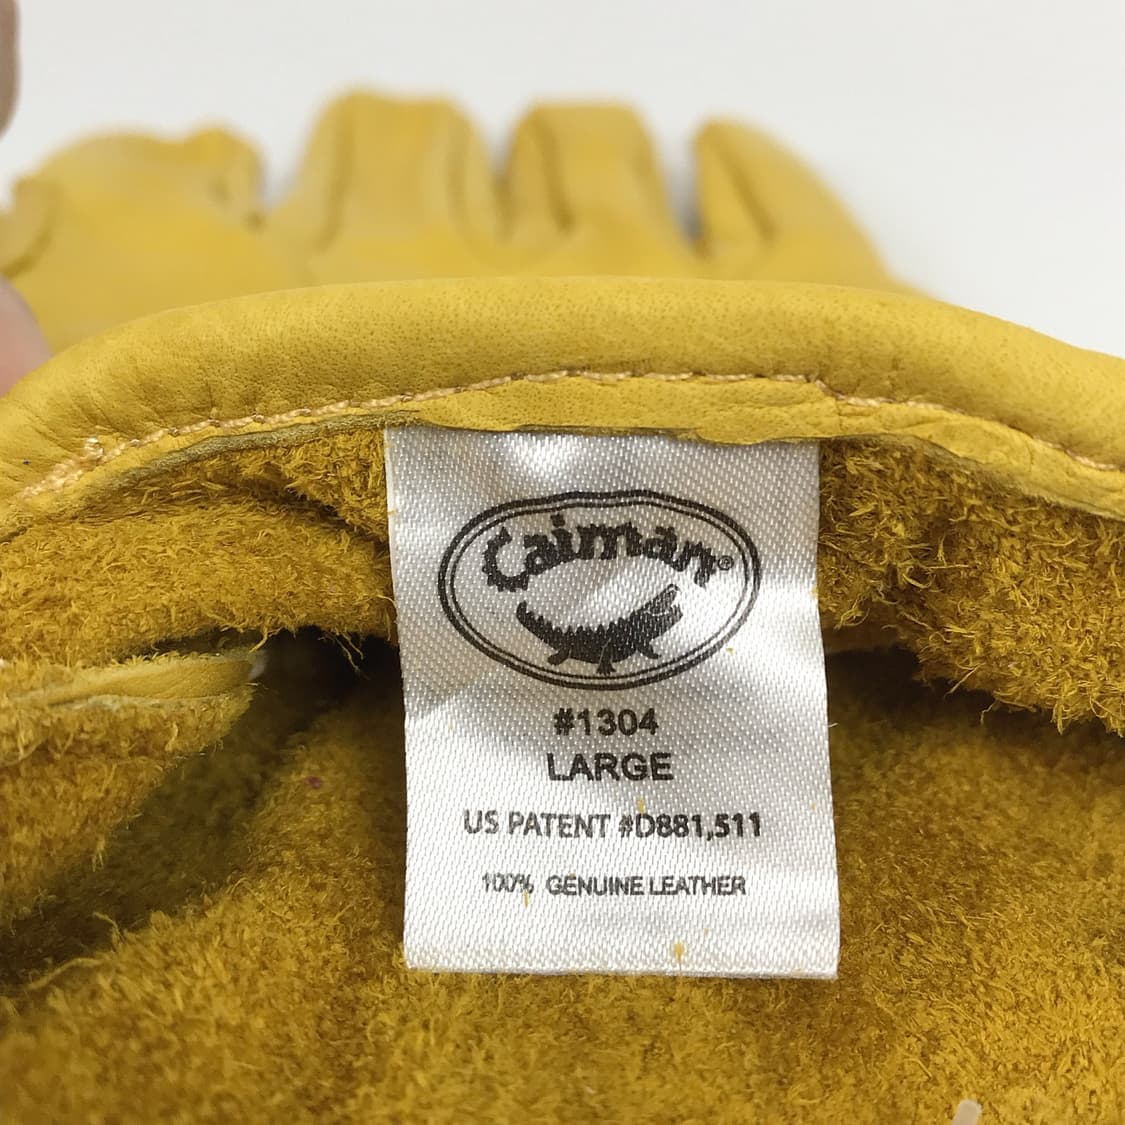 Caiman®
#1304
LARGE
US PATENT #D881,511
100% GENUINE LEATHER